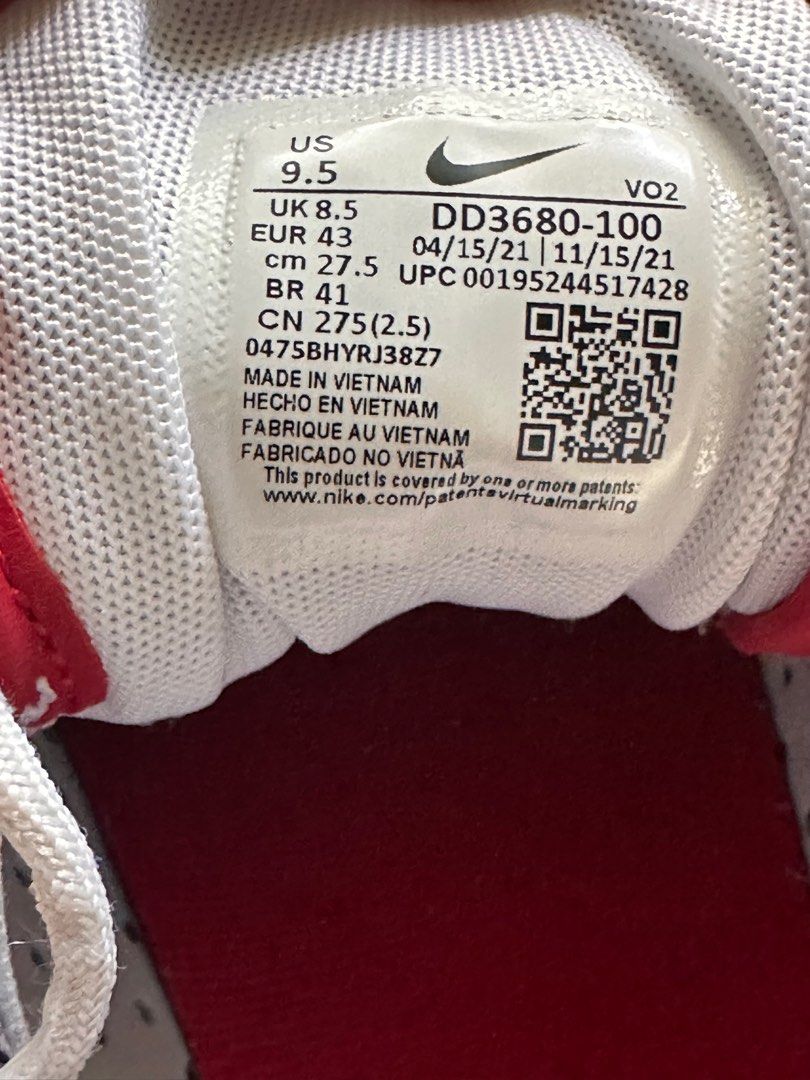 US
9.5
VO2
UK 8.5
EUR 43
cm 27.5
BR 41
CN 275(2.5)
DD3680-100
04/15/21 | 11/15/21
UPC 00195244517428
0475BHYRJ38Z7
MADE IN VIETNAM
HECHO EN VIETNAM
FABRIQUE AU VIETNAM
FABRICADO NO VIETNÃ
This product is covered by one or more patents:
www.nike.com/patentsvirtualmarking